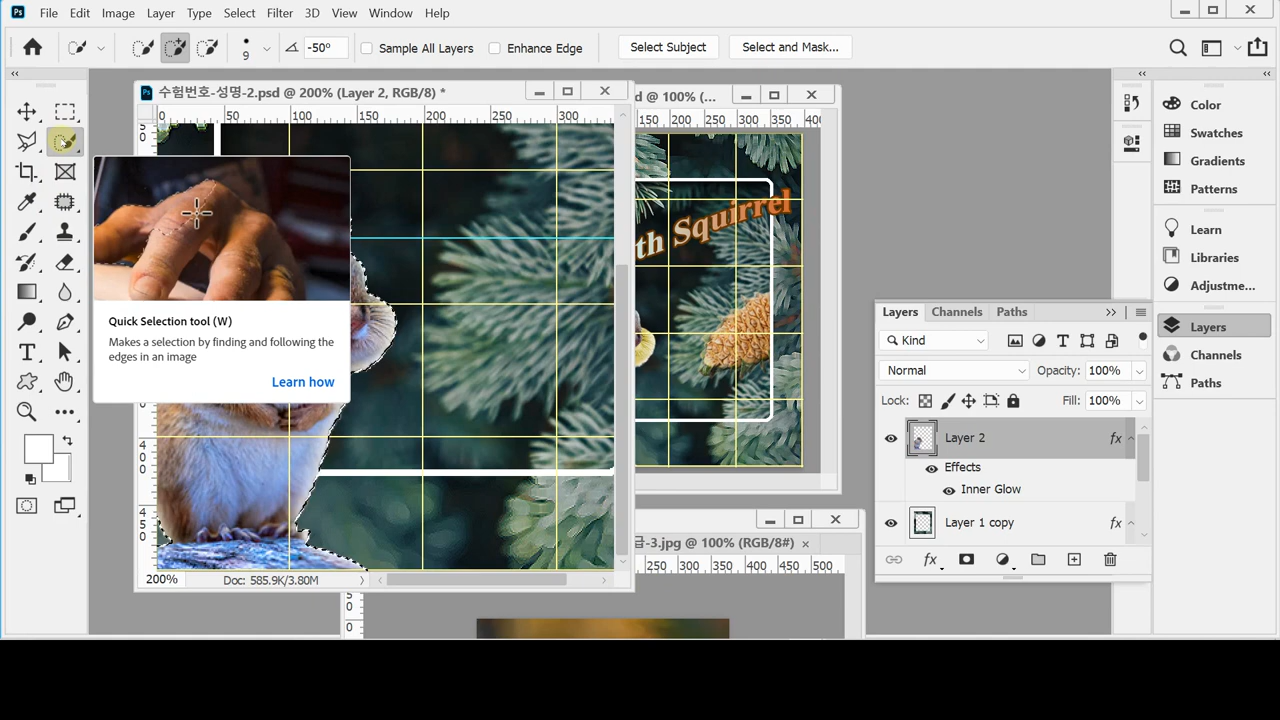 Ps File Edit Image Layer Type Select Filter 3D View Window Help
9 -50° Sample All Layers Enhance Edge Select Subject Select and Mask...
수험번호-성명-2.psd @ 200% (Layer 2, RGB/8) *
d @ 100% (...
0 50 100 150 200 250 300
150 200 250 300 350 400
th Squirrel
Quick Selection tool (W)
Makes a selection by finding and following the
edges in an image
Learn how
200% Doc: 585.9K/3.80M
-3.jpg @ 100% (RGB/8#)
250 300 350 400 450 500
Color
Swatches
Gradients
Patterns
Learn
Libraries
Adjustme...
Layers
Channels
Paths
Layers Channels Paths
Kind
Normal Opacity: 100%
Lock: Fill: 100%
Layer 2 fx
Effects
Inner Glow
Layer 1 copy fx
fx